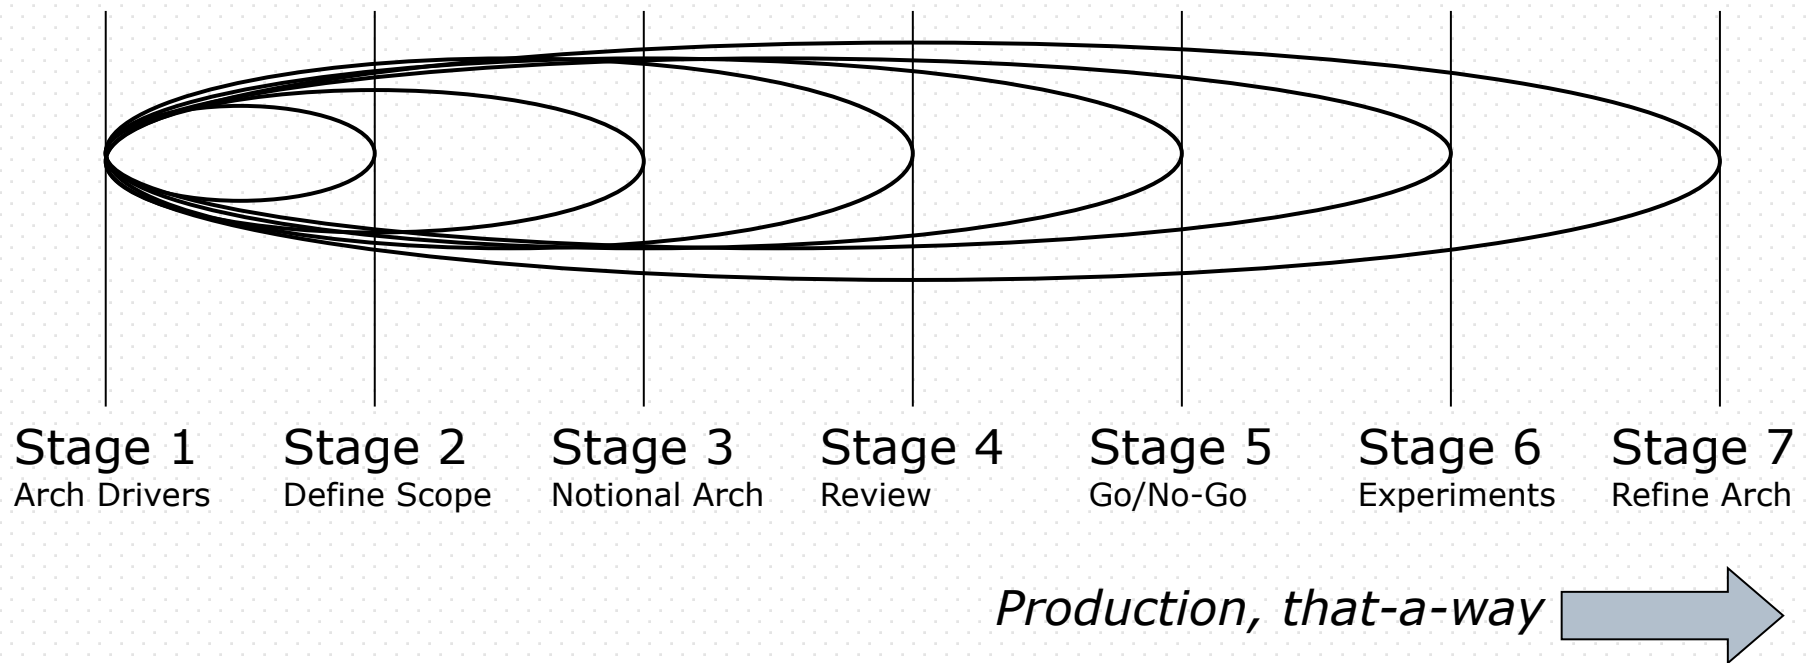 Stage 1
Arch Drivers
Stage 2
Define Scope
Stage 3
Notional Arch
Stage 4
Review
Stage 5
Go/No-Go
Stage 6
Experiments
Stage 7
Refine Arch
Production, that-a-way